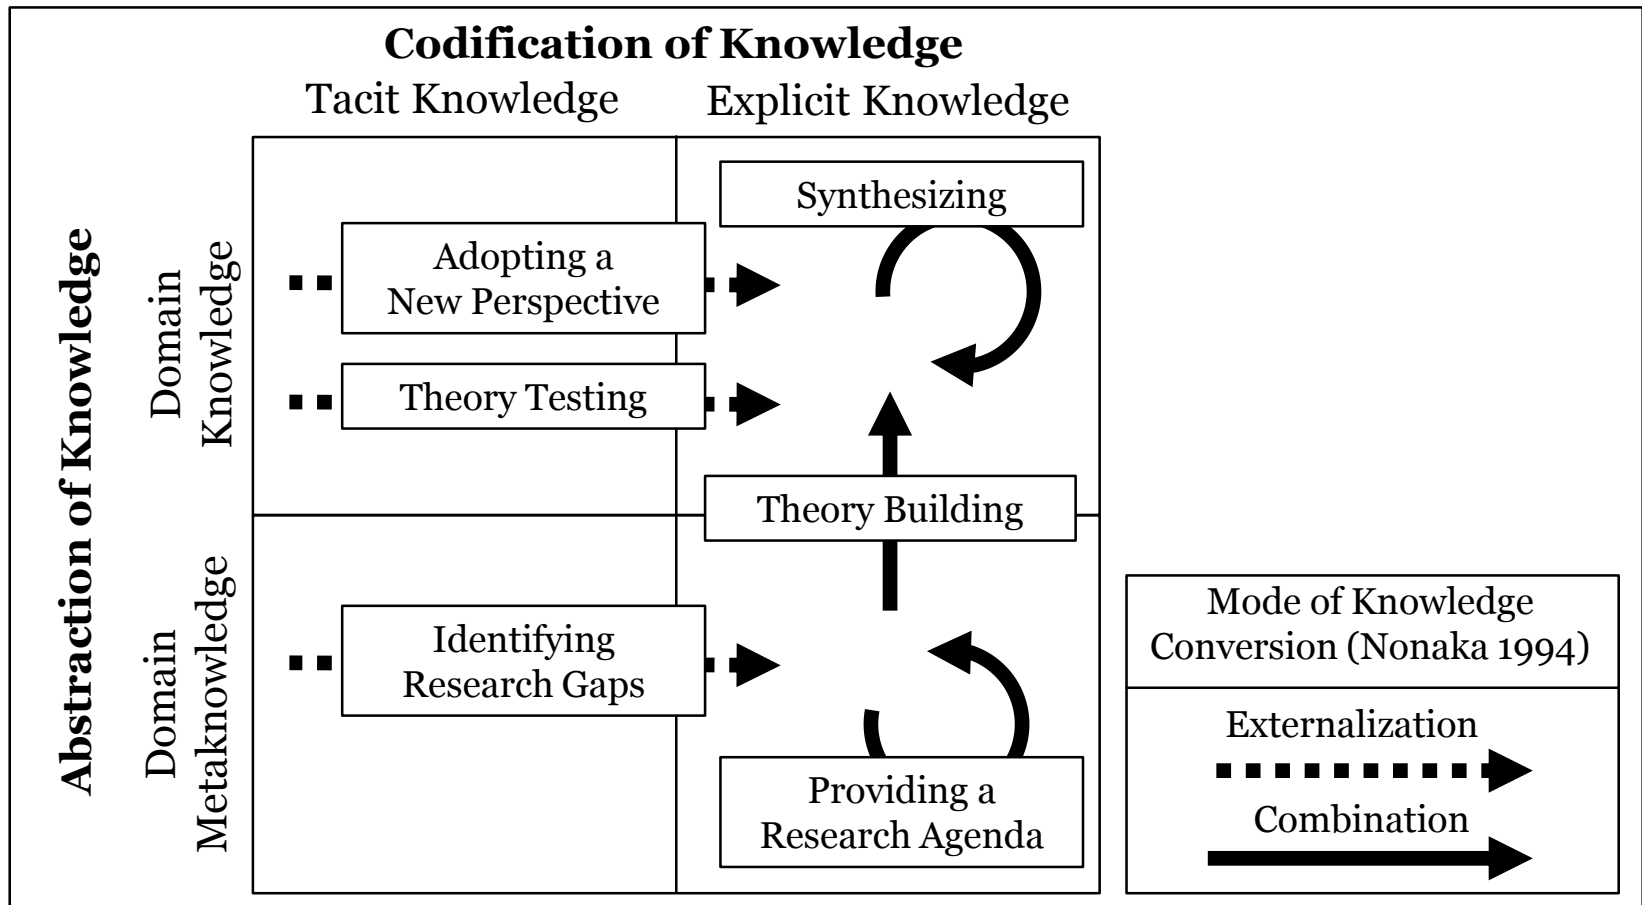 Codification of Knowledge
Tacit Knowledge
Explicit Knowledge
Abstraction of Knowledge
Domain
Knowledge
Synthesizing
Adopting a
New Perspective
Theory Testing
Theory Building
Domain
Metaknowledge
Identifying
Research Gaps
Providing a
Research Agenda
Mode of Knowledge
Conversion (Nonaka 1994)
Externalization
Combination